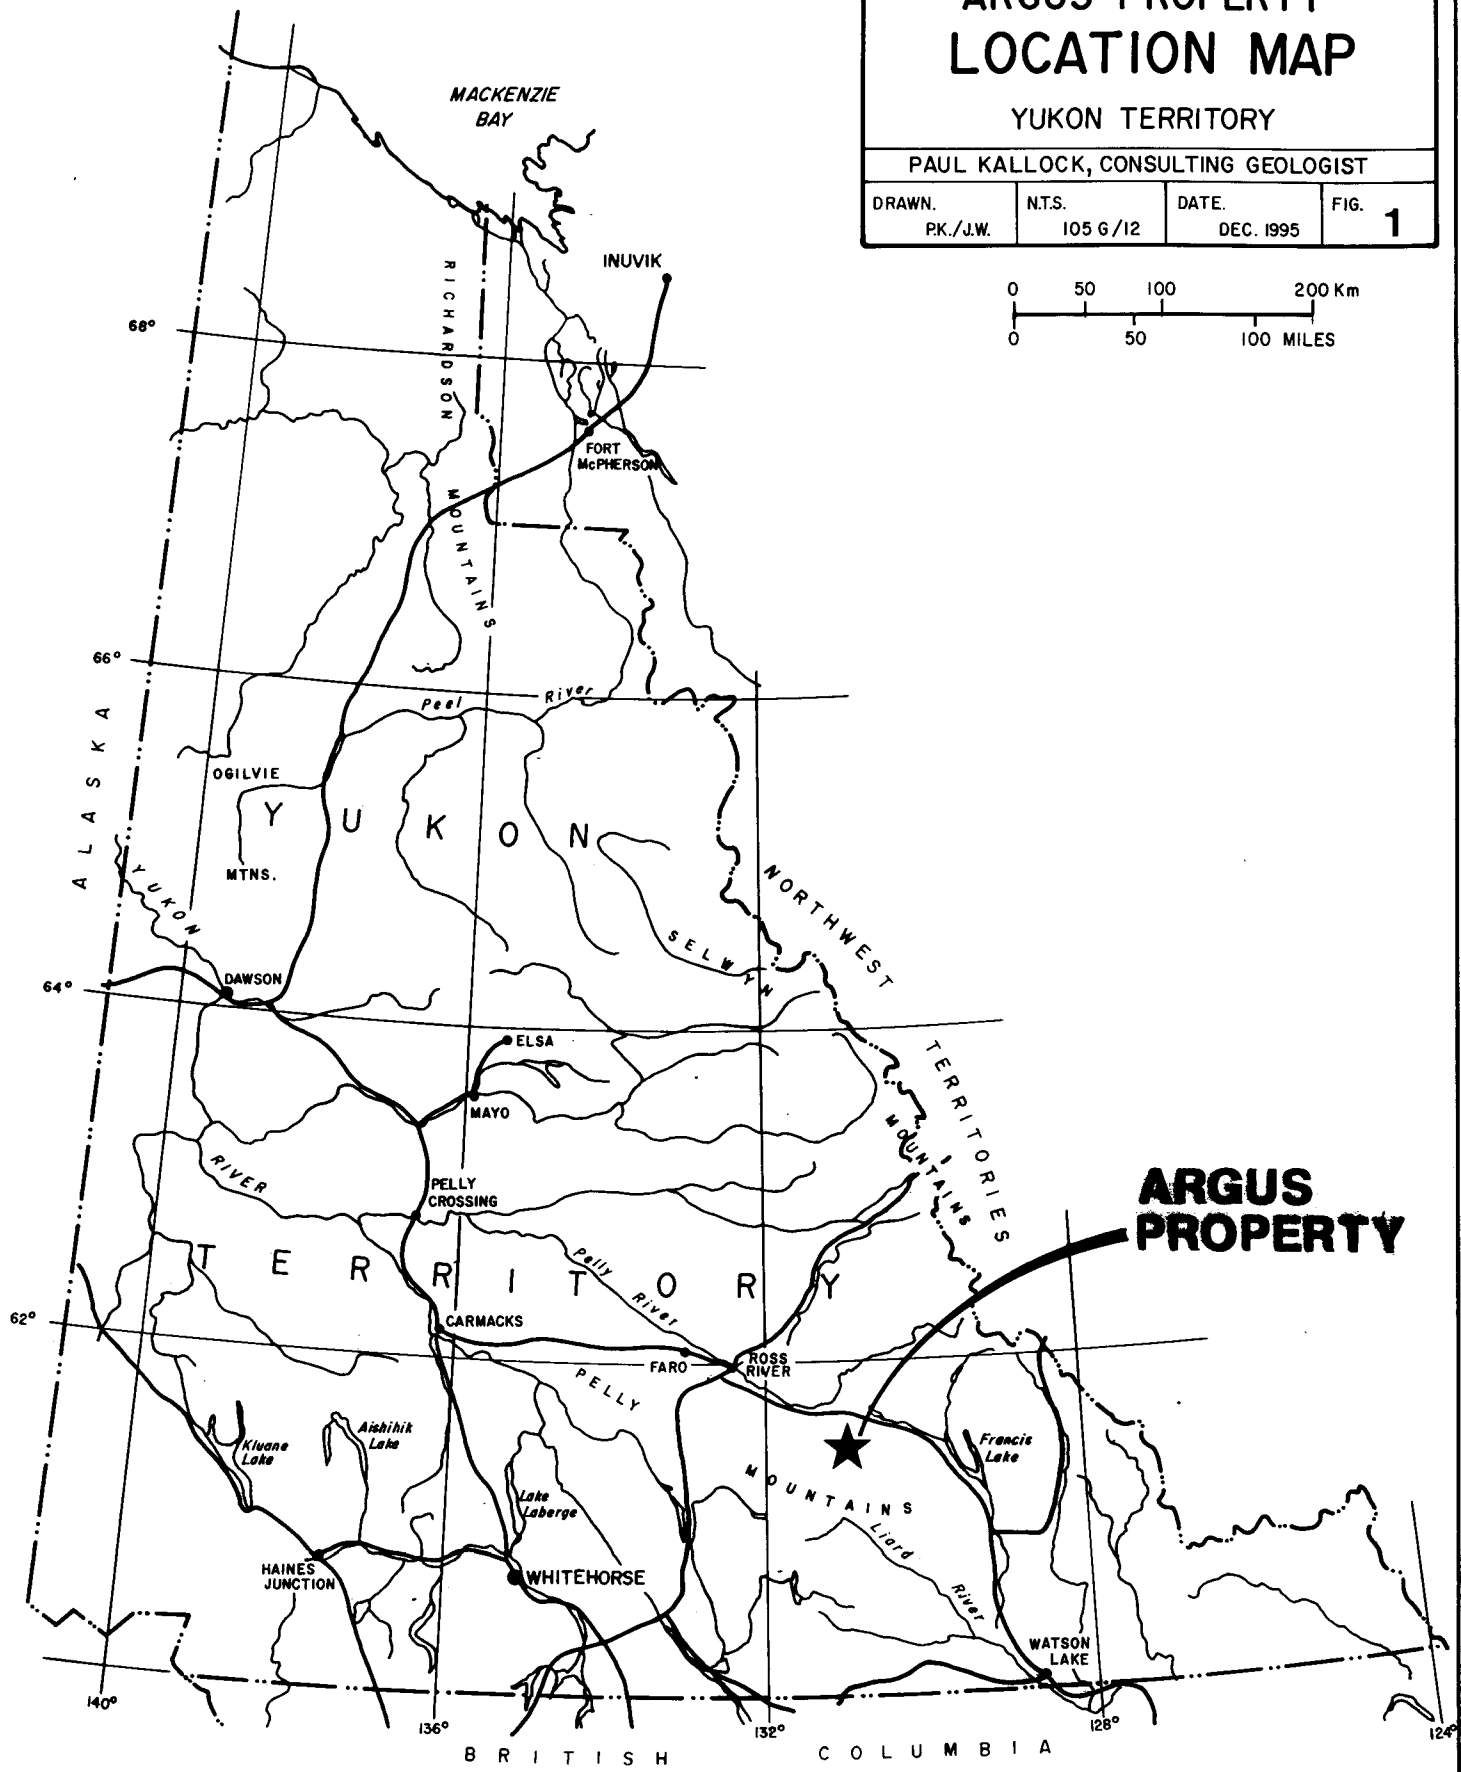 ARGUS PROPERTY
LOCATION MAP
YUKON TERRITORY
PAUL KALLOCK, CONSULTING GEOLOGIST
DRAWN.
P.K./J.W.
N.T.S.
105 G/12
DATE.
DEC. 1995
FIG.
1
0 50 100 200 Km
0 50 100 MILES
MACKENZIE
BAY
INUVIK
RICHARDSON
68°
FORT
McPHERSON
MOUNTAINS
66°
Peel River
ALASKA
OGILVIE
YUKON
MTNS.
YUKON
NORTHWEST
SELWYN
DAWSON
64°
ELSA
MAYO
TERRITORIES
MOUNTAINS
RIVER
PELLY
CROSSING
ARGUS
PROPERTY
TERRITORY
Pelly
River
62°
CARMACKS
FARO
ROSS
RIVER
PELLY
Kluane
Lake
Aishihik
Lake
Francis
Lake
MOUNTAINS
Lake
Laberge
Liard
River
HAINES
JUNCTION
WHITEHORSE
WATSON
LAKE
140°
136°
132°
128°
124°
BRITISH COLUMBIA